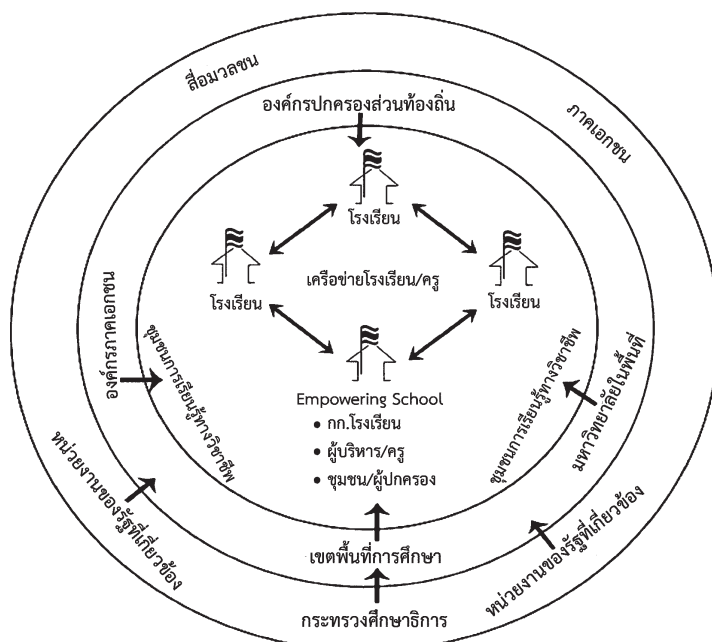 สื่อมวลชน
ภาคเอกชน
องค์กรปกครองส่วนท้องถิ่น
โรงเรียน
โรงเรียน
เครือข่ายโรงเรียน/ครู
โรงเรียน
องค์กรภาคเอกชน
ชุมชนการเรียนรู้ทางวิชาชีพ
Empowering School
• กก.โรงเรียน
• ผู้บริหาร/ครู
• ชุมชน/ผู้ปกครอง
ชุมชนการเรียนรู้ทางวิชาชีพ
มหาวิทยาลัยในพื้นที่
หน่วยงานของรัฐที่เกี่ยวข้อง
เขตพื้นที่การศึกษา
หน่วยงานของรัฐที่เกี่ยวข้อง
กระทรวงศึกษาธิการ